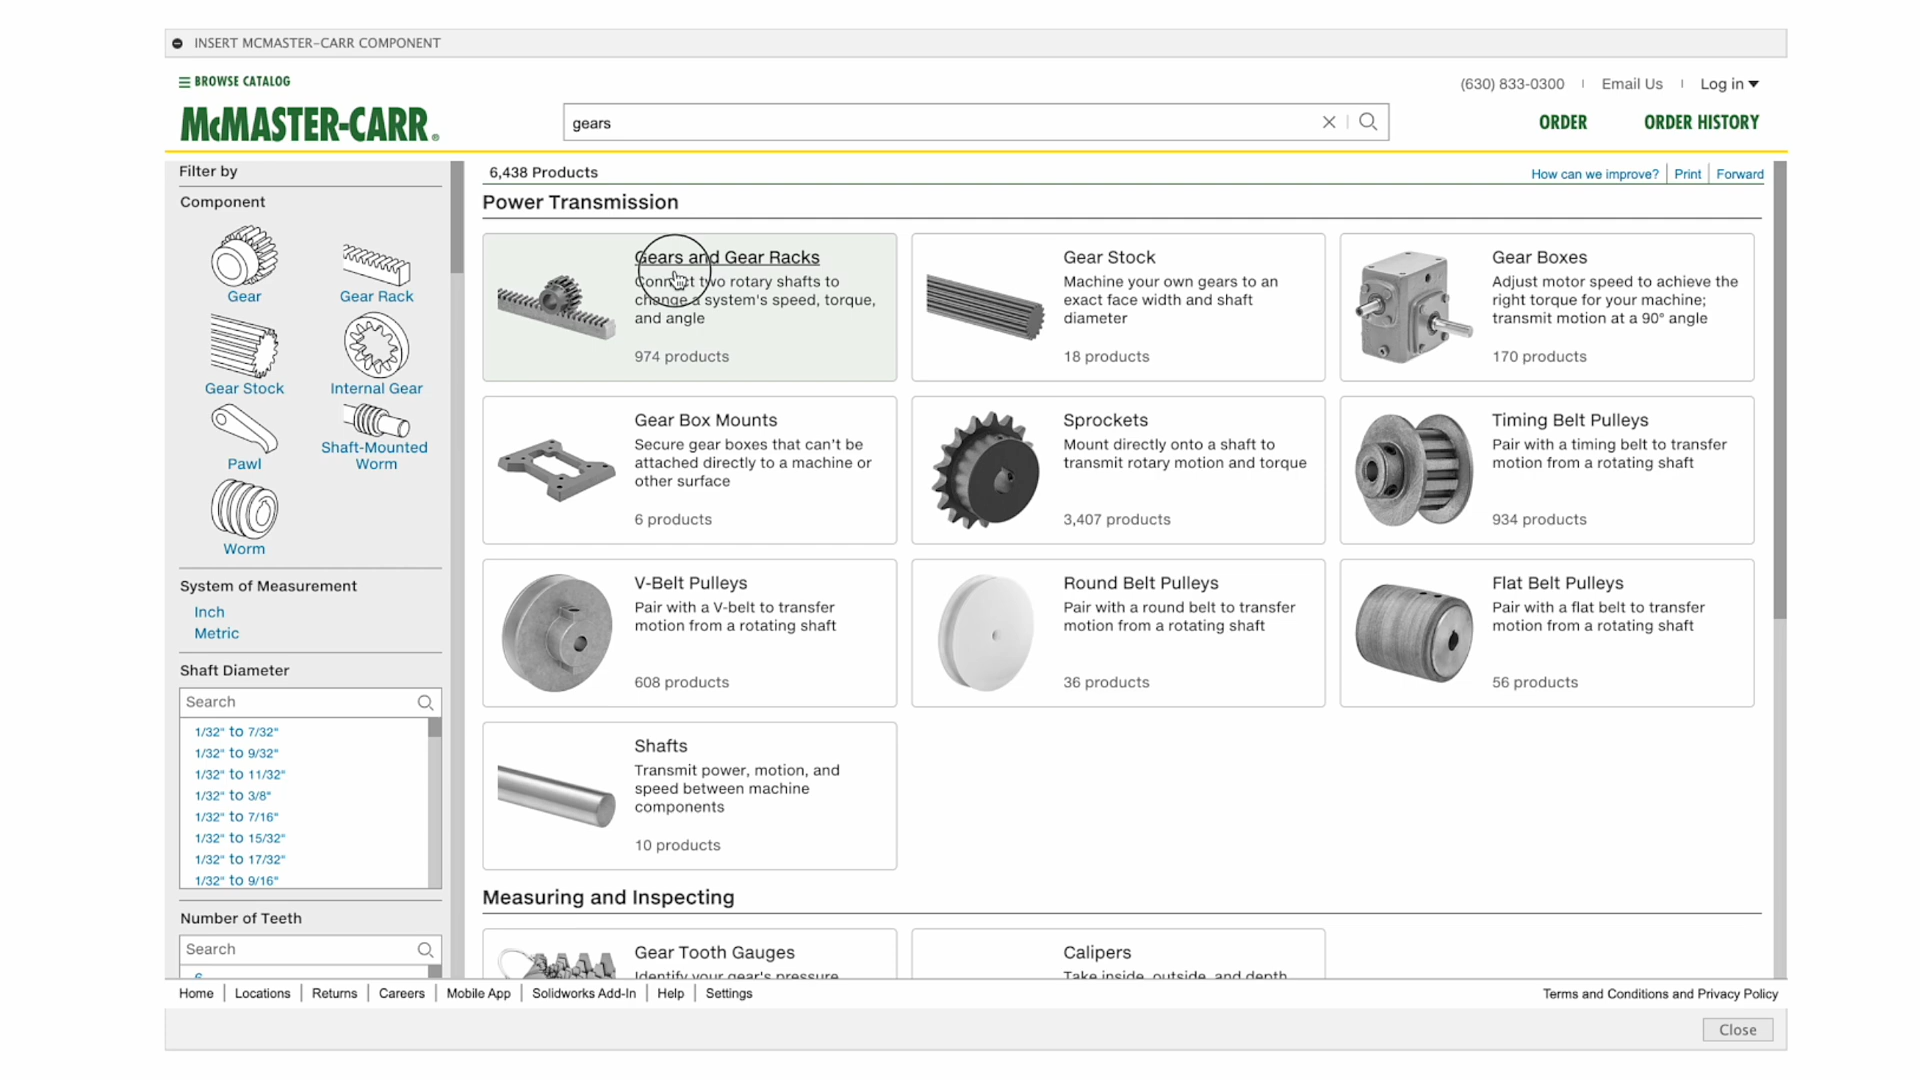 INSERT MCMASTER-CARR COMPONENT
BROWSE CATALOG
(630) 833-0300
Email Us
Log in
McMASTER-CARR®
gears
ORDER
ORDER HISTORY
Filter by
Component
Gear
Gear Rack
Gear Stock
Internal Gear
Pawl
Shaft-Mounted
Worm
Worm
System of Measurement
Inch
Metric
Shaft Diameter
Search
1/32" to 7/32"
1/32" to 9/32"
1/32" to 11/32"
1/32" to 3/8"
1/32" to 7/16"
1/32" to 15/32"
1/32" to 17/32"
1/32" to 9/16"
Number of Teeth
Search
6
6,438 Products
How can we improve?
Print
Forward
Power Transmission
Gears and Gear Racks
Connect two rotary shafts to
change a system's speed, torque,
and angle
974 products
Gear Stock
Machine your own gears to an
exact face width and shaft
diameter
18 products
Gear Boxes
Adjust motor speed to achieve the
right torque for your machine;
transmit motion at a 90° angle
170 products
Gear Box Mounts
Secure gear boxes that can't be
attached directly to a machine or
other surface
6 products
Sprockets
Mount directly onto a shaft to
transmit rotary motion and torque
3,407 products
Timing Belt Pulleys
Pair with a timing belt to transfer
motion from a rotating shaft
934 products
V-Belt Pulleys
Pair with a V-belt to transfer
motion from a rotating shaft
608 products
Round Belt Pulleys
Pair with a round belt to transfer
motion from a rotating shaft
36 products
Flat Belt Pulleys
Pair with a flat belt to transfer
motion from a rotating shaft
56 products
Shafts
Transmit power, motion, and
speed between machine
components
10 products
Measuring and Inspecting
Gear Tooth Gauges
Identify your gear's pressure
Calipers
Take inside, outside, and depth
Home
Locations
Returns
Careers
Mobile App
Solidworks Add-In
Help
Settings
Terms and Conditions and Privacy Policy
Close